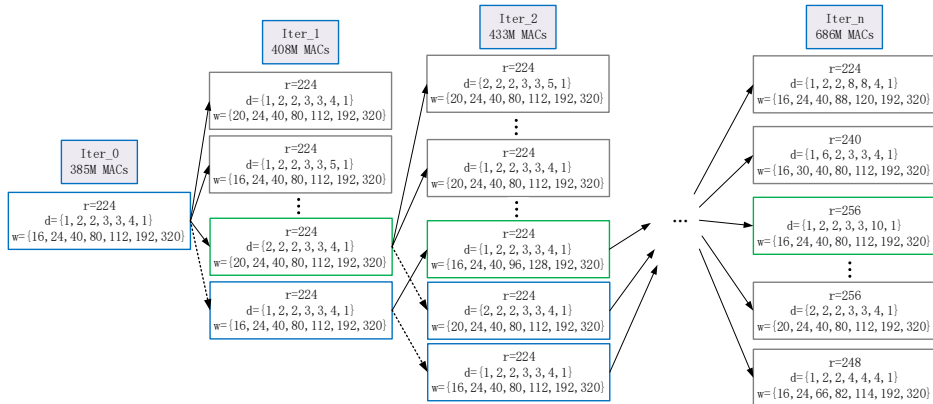 Iter_0
385M MACs
r=224
d={1, 2, 2, 3, 3, 4, 1}
w={16, 24, 40, 80, 112, 192, 320}
Iter_1
408M MACs
r=224
d={1, 2, 2, 3, 3, 4, 1}
w={20, 24, 40, 80, 112, 192, 320}
r=224
d={1, 2, 2, 3, 3, 5, 1}
w={16, 24, 40, 80, 112, 192, 320}
r=224
d={2, 2, 2, 3, 3, 4, 1}
w={20, 24, 40, 80, 112, 192, 320}
r=224
d={1, 2, 2, 3, 3, 4, 1}
w={16, 24, 40, 80, 112, 192, 320}
Iter_2
433M MACs
r=224
d={2, 2, 2, 3, 3, 5, 1}
w={20, 24, 40, 80, 112, 192, 320}
r=224
d={1, 2, 2, 3, 3, 4, 1}
w={20, 24, 40, 80, 112, 192, 320}
r=224
d={1, 2, 2, 3, 3, 4, 1}
w={16, 24, 40, 96, 128, 192, 320}
r=224
d={2, 2, 2, 3, 3, 4, 1}
w={20, 24, 40, 80, 112, 192, 320}
r=224
d={1, 2, 2, 3, 3, 4, 1}
w={16, 24, 40, 80, 112, 192, 320}
...
Iter_n
686M MACs
r=224
d={1, 2, 2, 8, 8, 4, 1}
w={16, 24, 40, 88, 120, 192, 320}
r=240
d={1, 6, 2, 3, 3, 4, 1}
w={16, 30, 40, 80, 112, 192, 320}
r=256
d={1, 2, 2, 3, 3, 10, 1}
w={16, 24, 40, 80, 112, 192, 320}
r=256
d={2, 2, 2, 3, 3, 4, 1}
w={20, 24, 40, 80, 112, 192, 320}
r=248
d={1, 2, 2, 4, 4, 4, 1}
w={16, 24, 66, 82, 114, 192, 320}